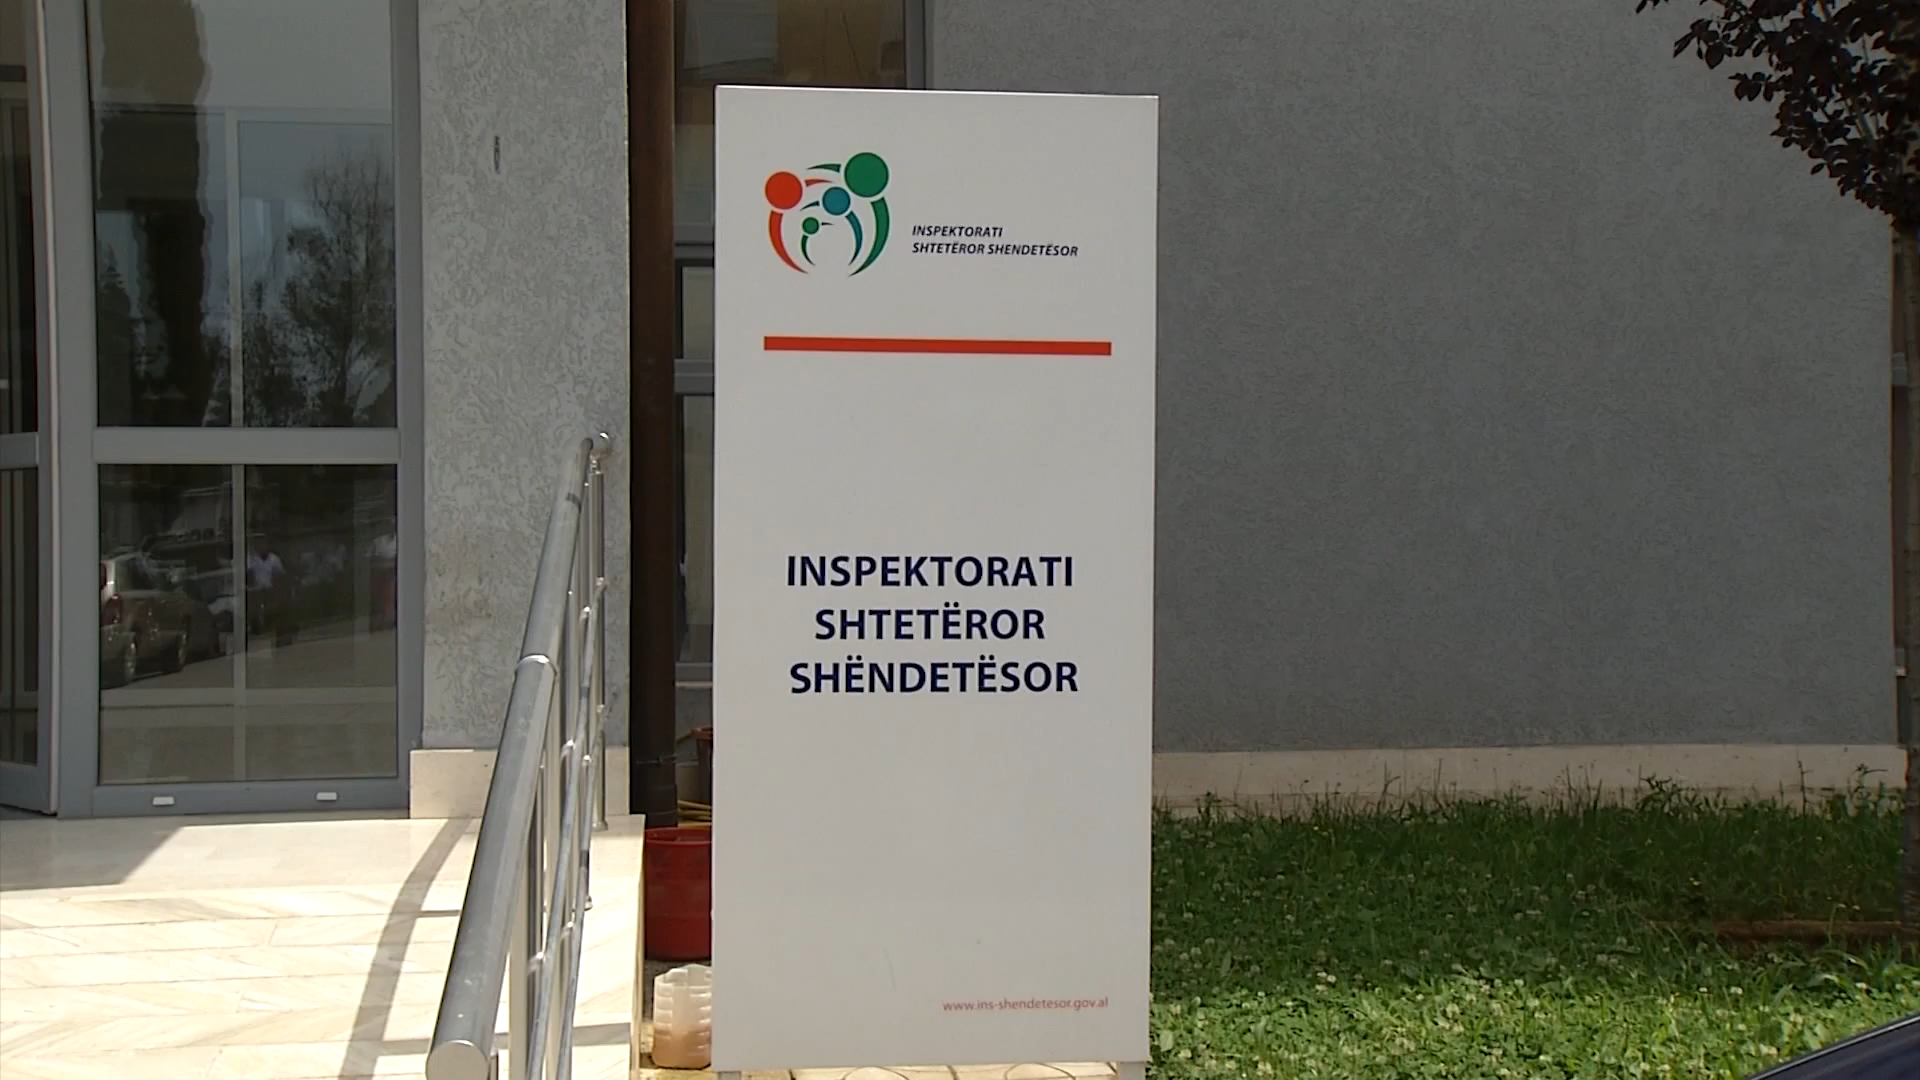 INSPEKTORATI
SHTETËROR SHENDETËSOR
INSPEKTORATI
SHTETËROR
SHËNDETËSOR
www.ins-shendetesor.gov.al